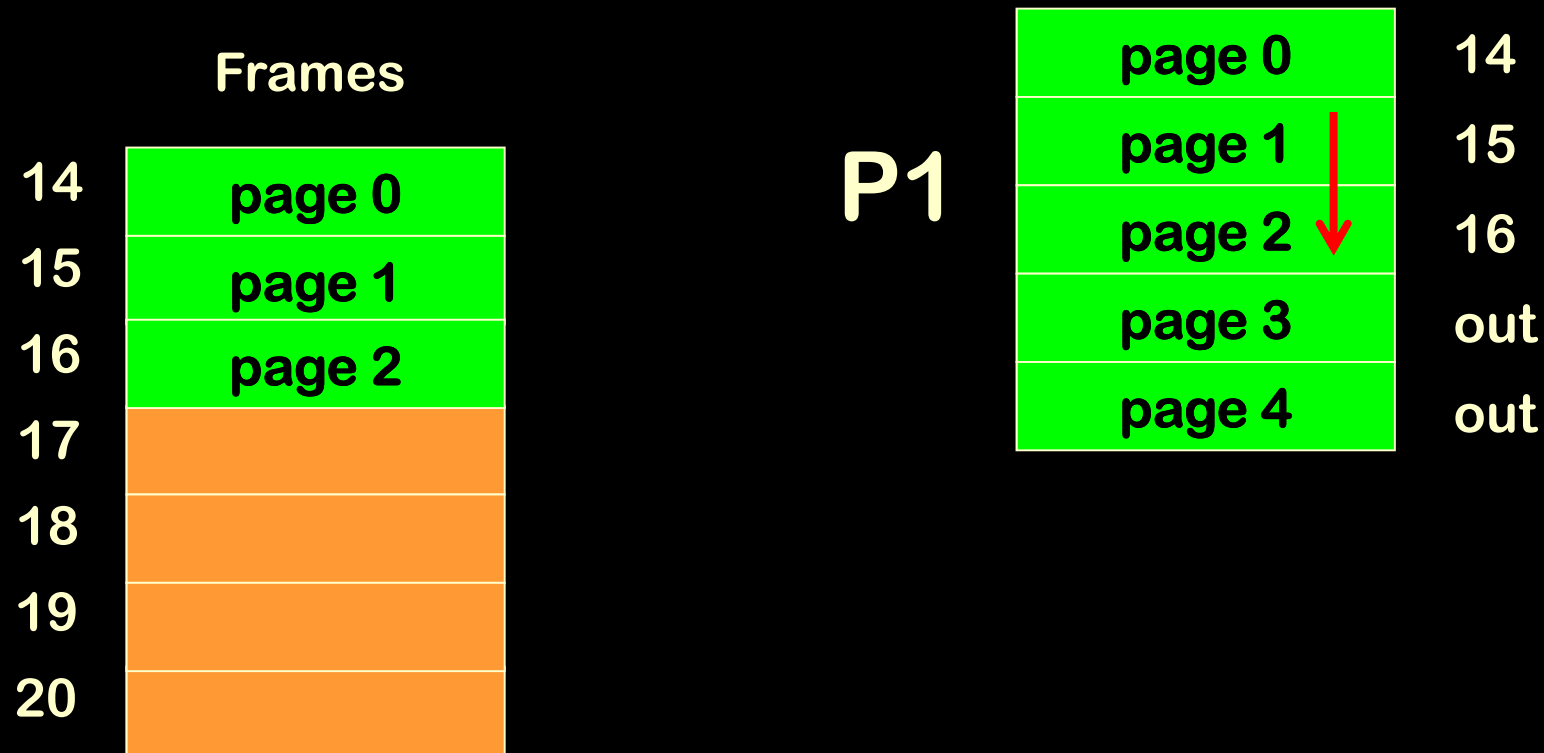 Frames
14 page 0
15 page 1
16 page 2
17
18
19
20
P1
page 0 14
page 1 15
page 2 16
page 3 out
page 4 out